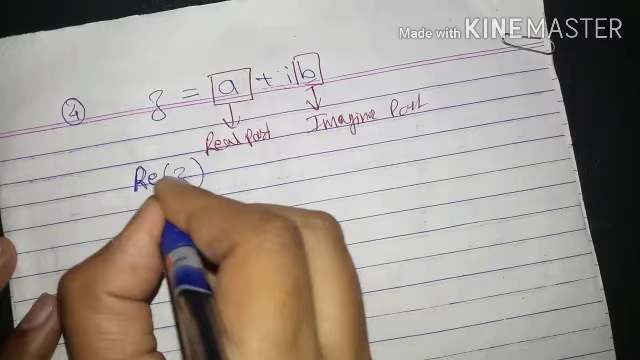 Made with KINEMASTER
④ z = a + ib
Real Part Imagine Part
Re(z)